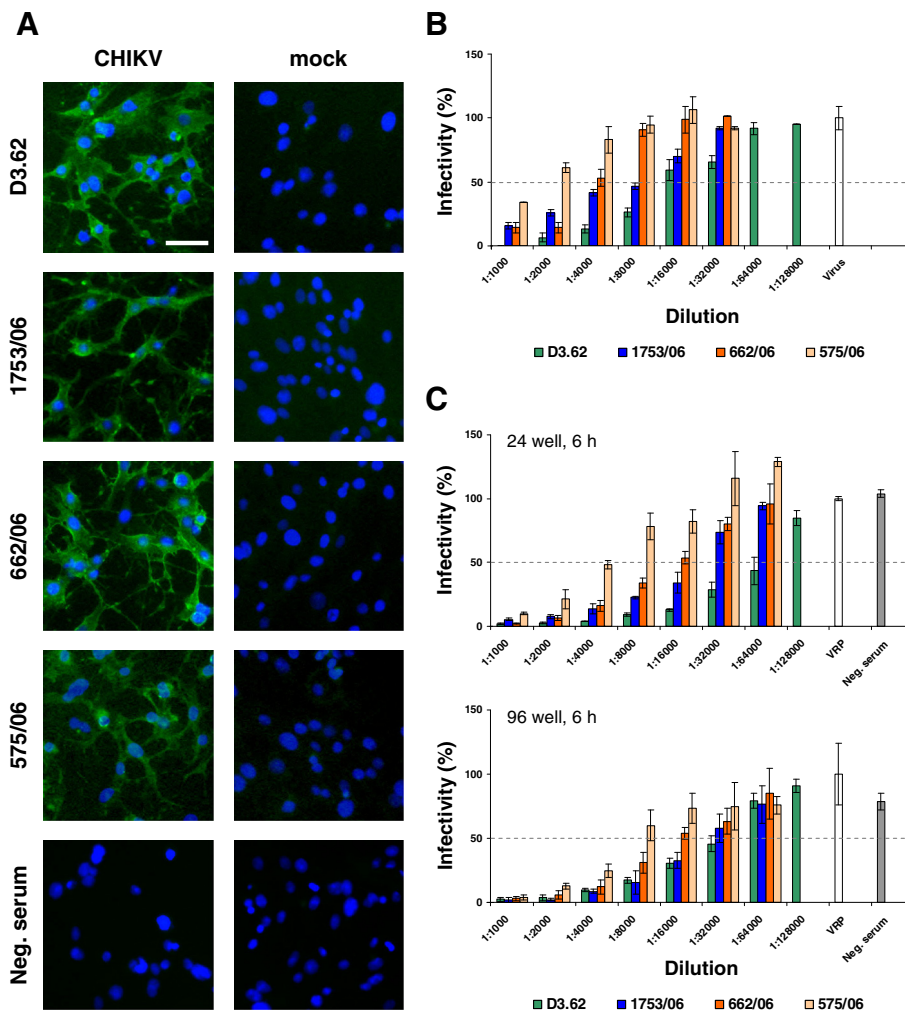 A
CHIKV
mock
D3.62
1753/06
662/06
575/06
Neg. serum
B
Infectivity (%)
150
100
50
0
1:1000
1:2000
1:4000
1:8000
1:16000
1:32000
1:64000
1:128000
Virus
Dilution
D3.62
1753/06
662/06
575/06
C
24 well, 6 h
Infectivity (%)
150
100
50
0
1:1000
1:2000
1:4000
1:8000
1:16000
1:32000
1:64000
1:128000
VRP
Neg. serum
96 well, 6 h
Infectivity (%)
150
100
50
0
1:1000
1:2000
1:4000
1:8000
1:16000
1:32000
1:64000
1:128000
VRP
Neg. serum
Dilution
D3.62
1753/06
662/06
575/06